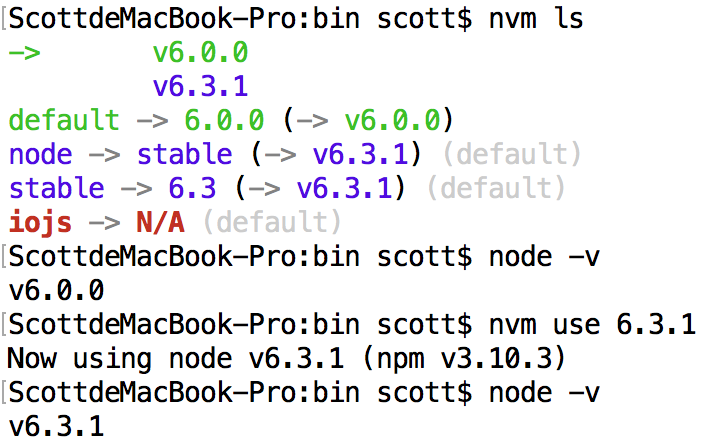 [ScottdeMacBook-Pro:bin scott$ nvm ls
->       v6.0.0
         v6.3.1
default -> 6.0.0 (-> v6.0.0)
node -> stable (-> v6.3.1) (default)
stable -> 6.3 (-> v6.3.1) (default)
iojs -> N/A (default)
[ScottdeMacBook-Pro:bin scott$ node -v
v6.0.0
[ScottdeMacBook-Pro:bin scott$ nvm use 6.3.1
Now using node v6.3.1 (npm v3.10.3)
[ScottdeMacBook-Pro:bin scott$ node -v
v6.3.1